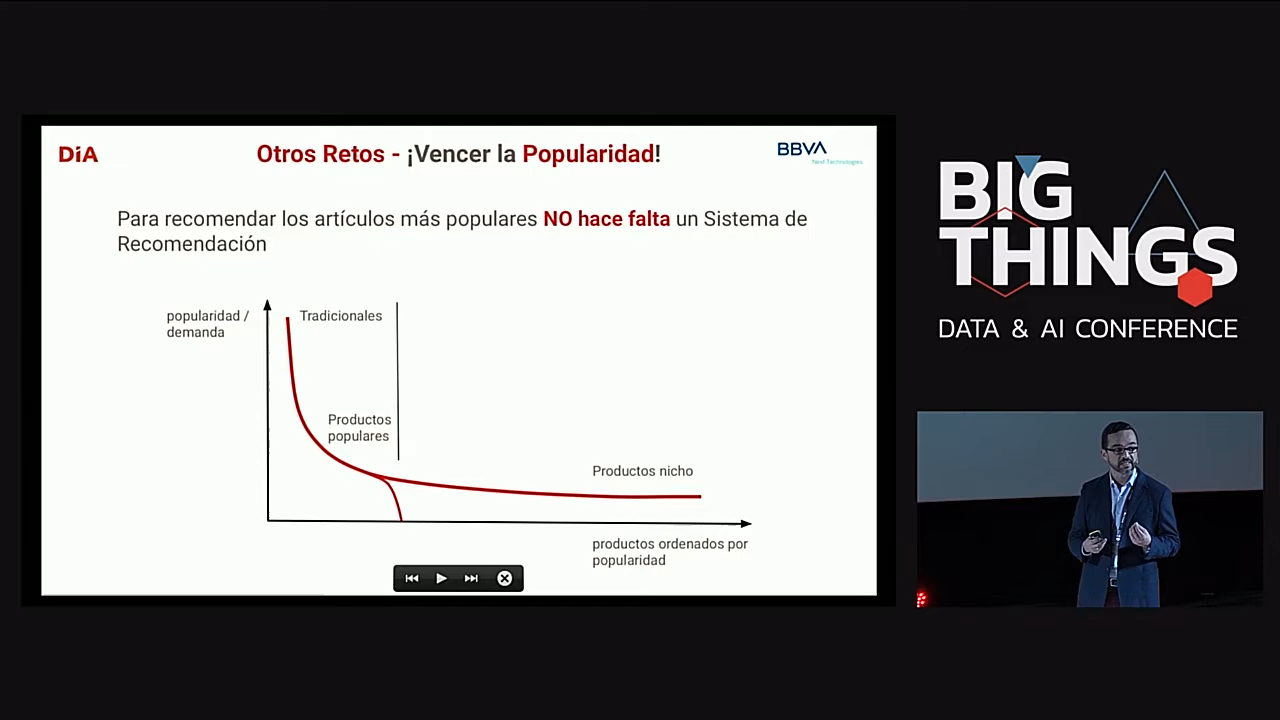 DiA
Otros Retos - ¡Vencer la Popularidad!
BBVA
Next Technologies
Para recomendar los artículos más populares NO hace falta un Sistema de
Recomendación
popularidad /
demanda
Tradicionales
Productos
populares
Productos nicho
productos ordenados por
popularidad
BIG
THINGS
DATA & AI CONFERENCE